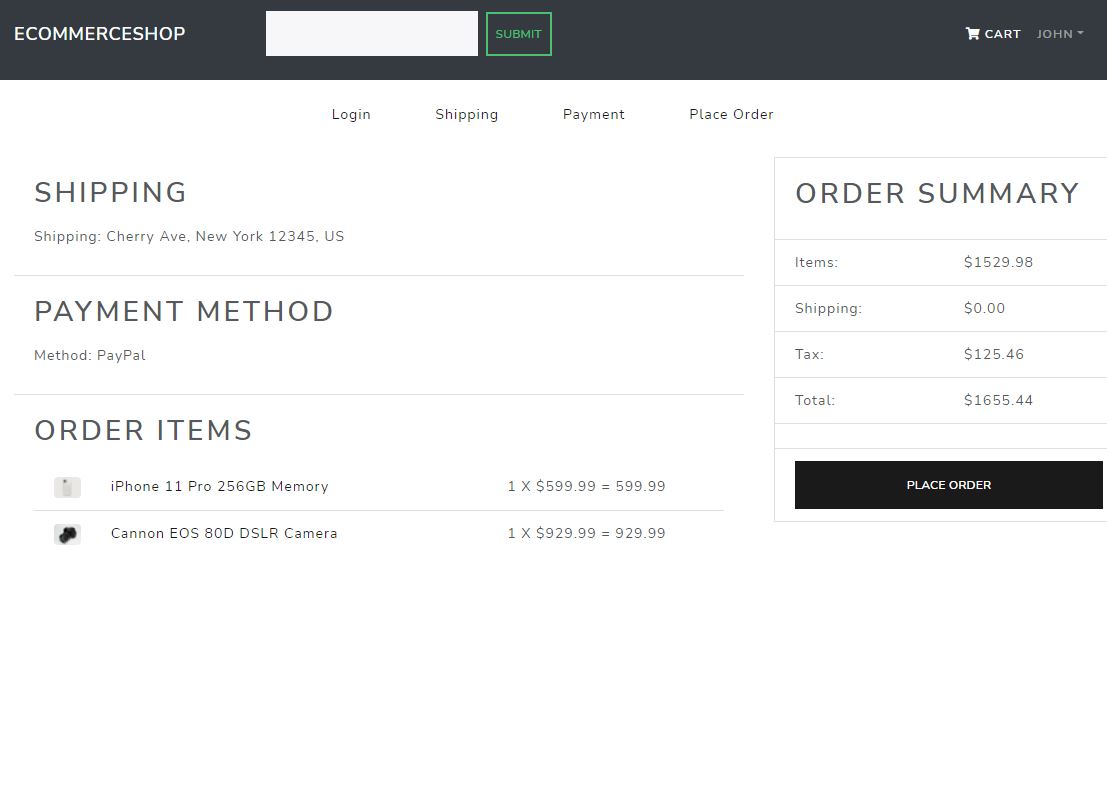 ECOMMERCESHOP
SUBMIT
CART
JOHN
Login
Shipping
Payment
Place Order
SHIPPING
Shipping: Cherry Ave, New York 12345, US
PAYMENT METHOD
Method: PayPal
ORDER ITEMS
iPhone 11 Pro 256GB Memory 1 X $599.99 = 599.99
Cannon EOS 80D DSLR Camera 1 X $929.99 = 929.99
ORDER SUMMARY
Items: $1529.98
Shipping: $0.00
Tax: $125.46
Total: $1655.44
PLACE ORDER